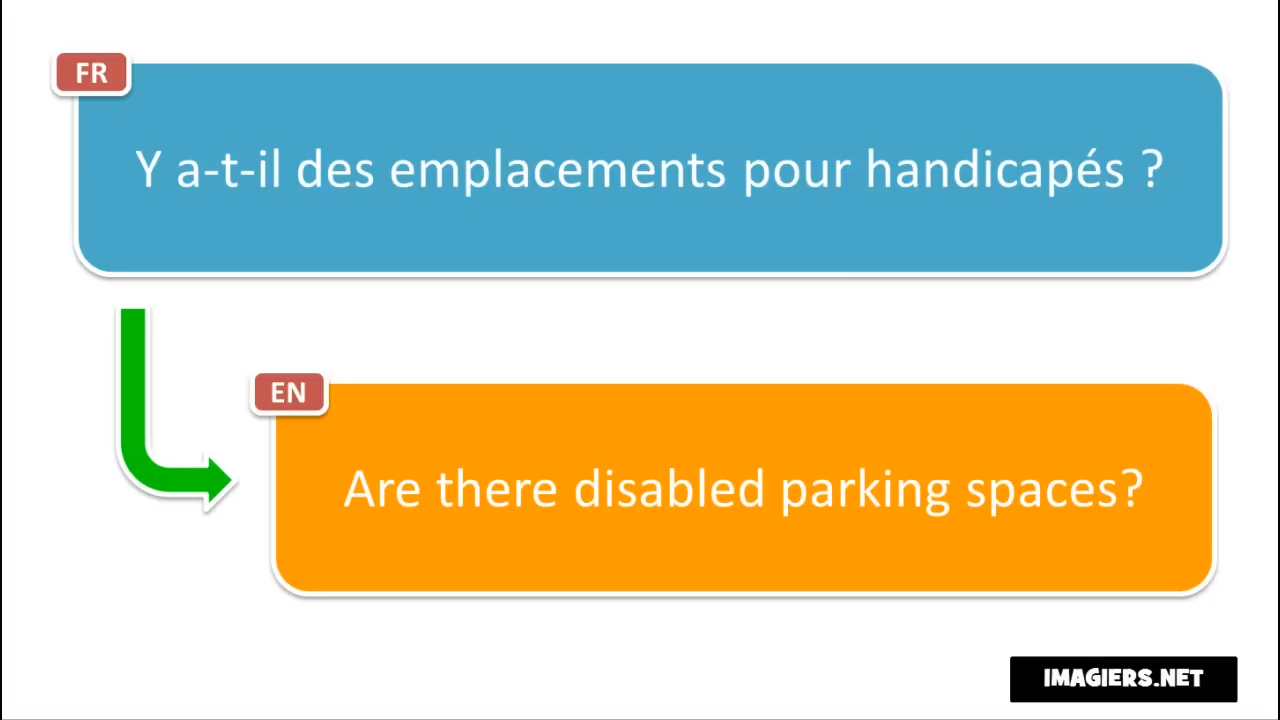 FR
Y a-t-il des emplacements pour handicapés ?
EN
Are there disabled parking spaces?
IMAGIERS.NET